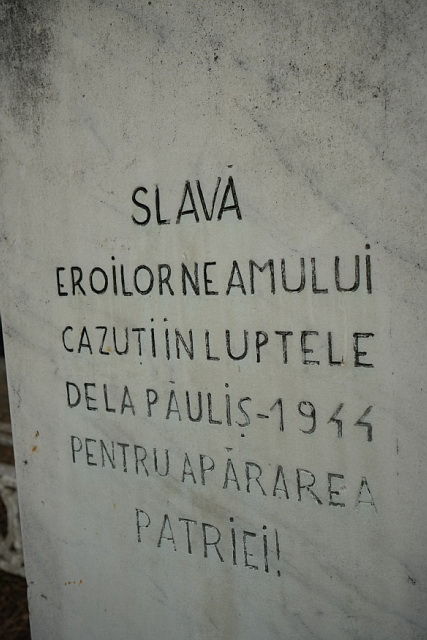 SLAVĂ
EROILOR NEAMULUI
CAZUȚI IN LUPTELE
DE LA PĂULIȘ-1944
PENTRU APĂRAREA
PATRIEI!